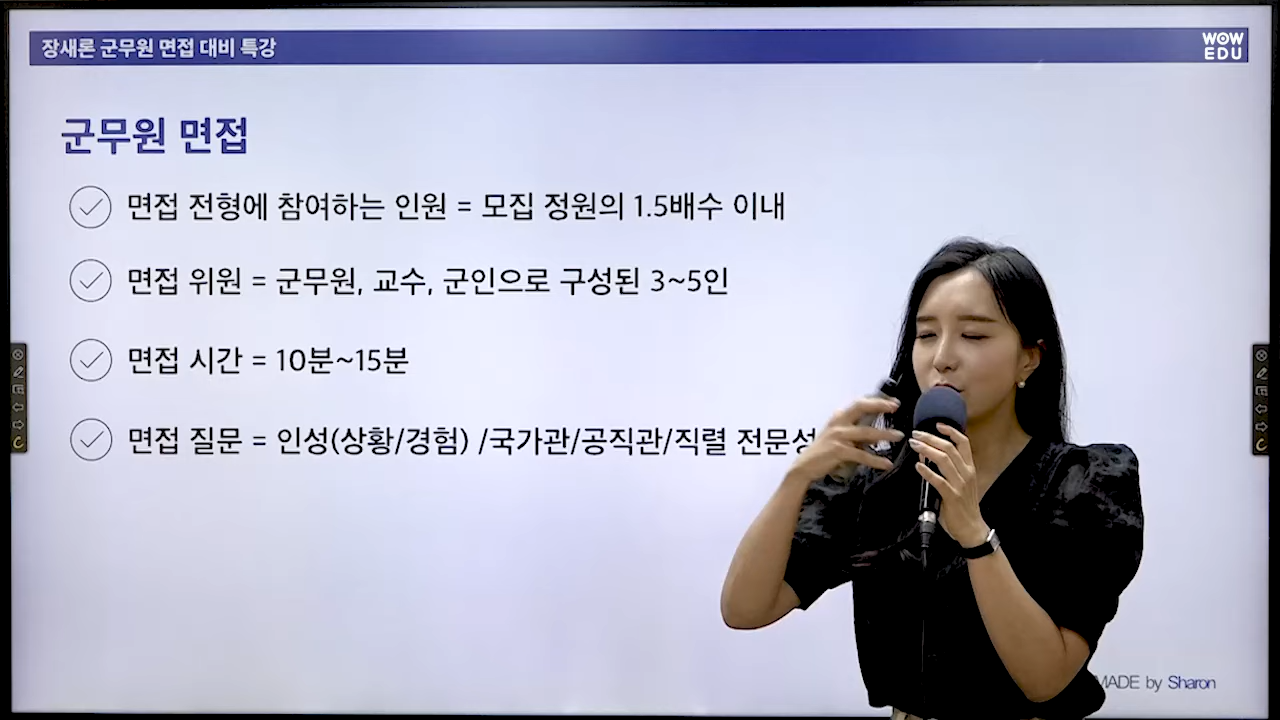 장새론 군무원 면접 대비 특강
WOW
EDU
군무원 면접
면접 전형에 참여하는 인원 = 모집 정원의 1.5배수 이내
면접 위원 = 군무원, 교수, 군인으로 구성된 3~5인
면접 시간 = 10분~15분
면접 질문 = 인성(상황/경험) /국가관/공직관/직렬 전문성
MADE by Sharon